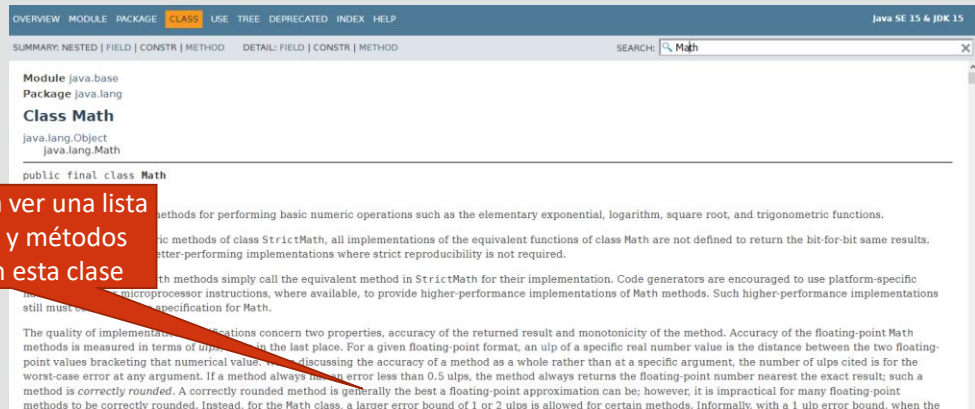 OVERVIEW MODULE PACKAGE CLASS USE TREE DEPRECATED INDEX HELP
Java SE 15 & JDK 15
SUMMARY: NESTED | FIELD | CONSTR | METHOD DETAIL: FIELD | CONSTR | METHOD
SEARCH: Math
Module java.base
Package java.lang
Class Math
java.lang.Object
java.lang.Math
public final class Math
ver una lista
y métodos
esta clase
methods for performing basic numeric operations such as the elementary exponential, logarithm, square root, and trigonometric functions.
methods of class StrictMath, all implementations of the equivalent functions of class Math are not defined to return the bit-for-bit same results.
better-performing implementations where strict reproducibility is not required.
methods simply call the equivalent method in StrictMath for their implementation. Code generators are encouraged to use platform-specific
microprocessor instructions, where available, to provide higher-performance implementations of Math methods. Such higher-performance implementations
still must specification for Math.
The quality of implementation concern two properties, accuracy of the returned result and monotonicity of the method. Accuracy of the floating-point Math
methods is measured in terms of ulps, in the last place. For a given floating-point format, an ulp of a specific real number value is the distance between the two floating-
point values bracketing that numerical value. discussing the accuracy of a method as a whole rather than at a specific argument, the number of ulps cited is for the
worst-case error at any argument. If a method always error less than 0.5 ulps, the method always returns the floating-point number nearest the exact result; such a
method is correctly rounded. A correctly rounded method is generally the best a floating-point approximation can be; however, it is impractical for many floating-point
methods to be correctly rounded. Instead, for the Math class, a larger error bound of 1 or 2 ulps is allowed for certain methods. Informally, with a 1 ulp error bound, when the